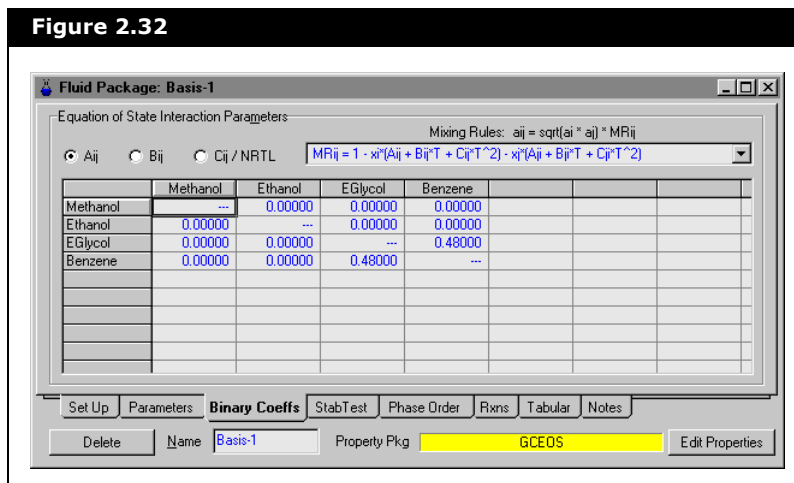 Figure 2.32
Fluid Package: Basis-1
Equation of State Interaction Parameters
Mixing Rules: aij = sqrt(ai * aj) * MRij
Aij Bij Cij / NRTL MRij = 1 - xi*(Aij + Bij*T + Cij*T^2) - xj*(Aji + Bji*T + Cji*T^2)
Methanol Ethanol EGlycol Benzene
Methanol --- 0.00000 0.00000 0.00000
Ethanol 0.00000 --- 0.00000 0.00000
EGlycol 0.00000 0.00000 --- 0.48000
Benzene 0.00000 0.00000 0.48000 ---
Set Up Parameters Binary Coeffs StabTest Phase Order Rxns Tabular Notes
Delete Name Basis-1 Property Pkg GCEOS Edit Properties